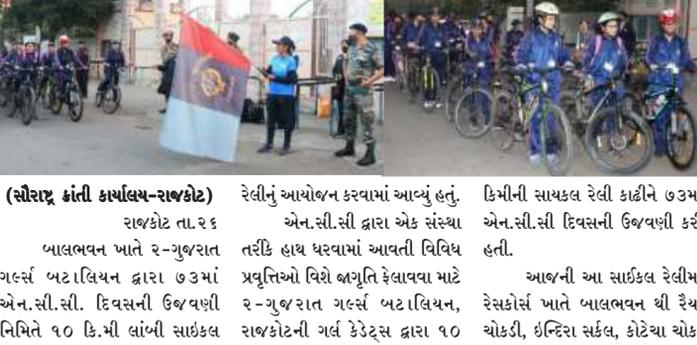 (સૌરાષ્ટ્ર ક્રાંતી કાર્યાલય-રાજકોટ)
રાજકોટ તા.૨૬
બાલભવન ખાતે ૨-ગુજરાત
ગર્લ્સ બટાલિયન દ્વારા ૭૩માં
એન.સી.સી. દિવસની ઉજવણી
નિમિતે ૧૦ કિ.મી લાંબી સાઇકલ
રેલીનું આયોજન કરવામાં આવ્યું હતું.
એન.સી.સી દ્વારા એક સંસ્થા
તરીકે હાથ ધરવામાં આવતી વિવિધ
પ્રવૃત્તિઓ વિશે જાગૃતિ ફેલાવવા માટે
૨-ગુજરાત ગર્લ્સ બટાલિયન,
રાજકોટની ગર્લ કેડેટ્સ દ્વારા ૧૦
કિમીની સાયકલ રેલી કાઢીને ૭૩મ
એન.સી.સી દિવસની ઉજવણી કરી
હતી.
આજની આ સાઈકલ રેલીમ
રેસકોર્સ ખાતે બાલભવન થી રૈય
ચોકડી, ઇન્દિરા સર્કલ, કોટેચા ચોક